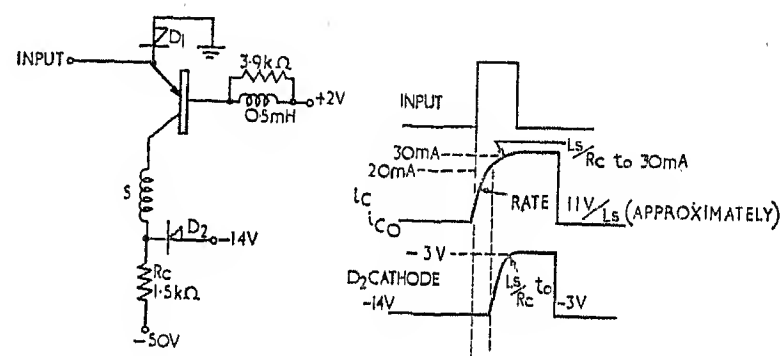 D1
INPUT
3·9kΩ
+2V
0·5mH
S
D2
-14V
Rc
1·5kΩ
-50V
INPUT
Ls/Rc to 30mA
30mA
20mA
ic
RATE
11V/Ls (APPROXIMATELY)
ico
-3V
D2 CATHODE
Ls/Rc to -3V
-14V